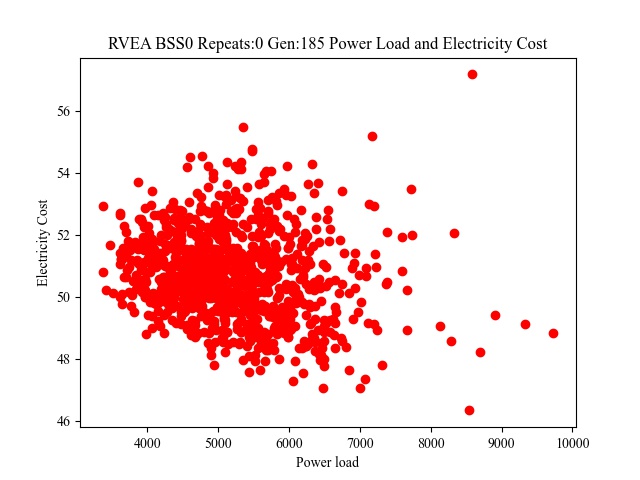 RVEA BSS0 Repeats:0 Gen:185 Power Load and Electricity Cost
56
54
52
50
48
46
Electricity Cost
4000 5000 6000 7000 8000 9000 10000
Power load